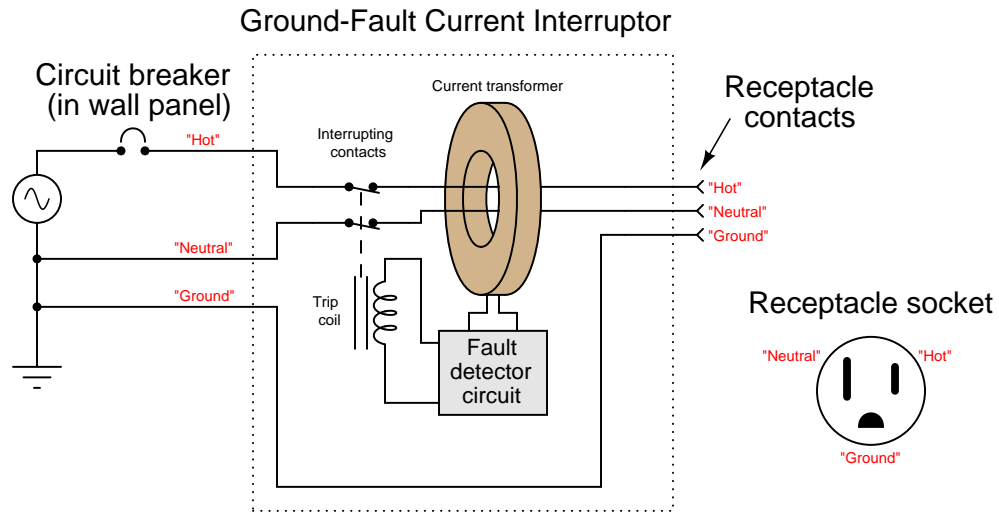 Ground-Fault Current Interruptor
Circuit breaker
(in wall panel)
Current transformer
Receptacle
contacts
Interrupting
contacts
"Hot"
"Hot"
"Neutral"
"Neutral"
"Ground"
"Ground"
Trip
coil
Fault
detector
circuit
Receptacle socket
"Neutral"
"Hot"
"Ground"